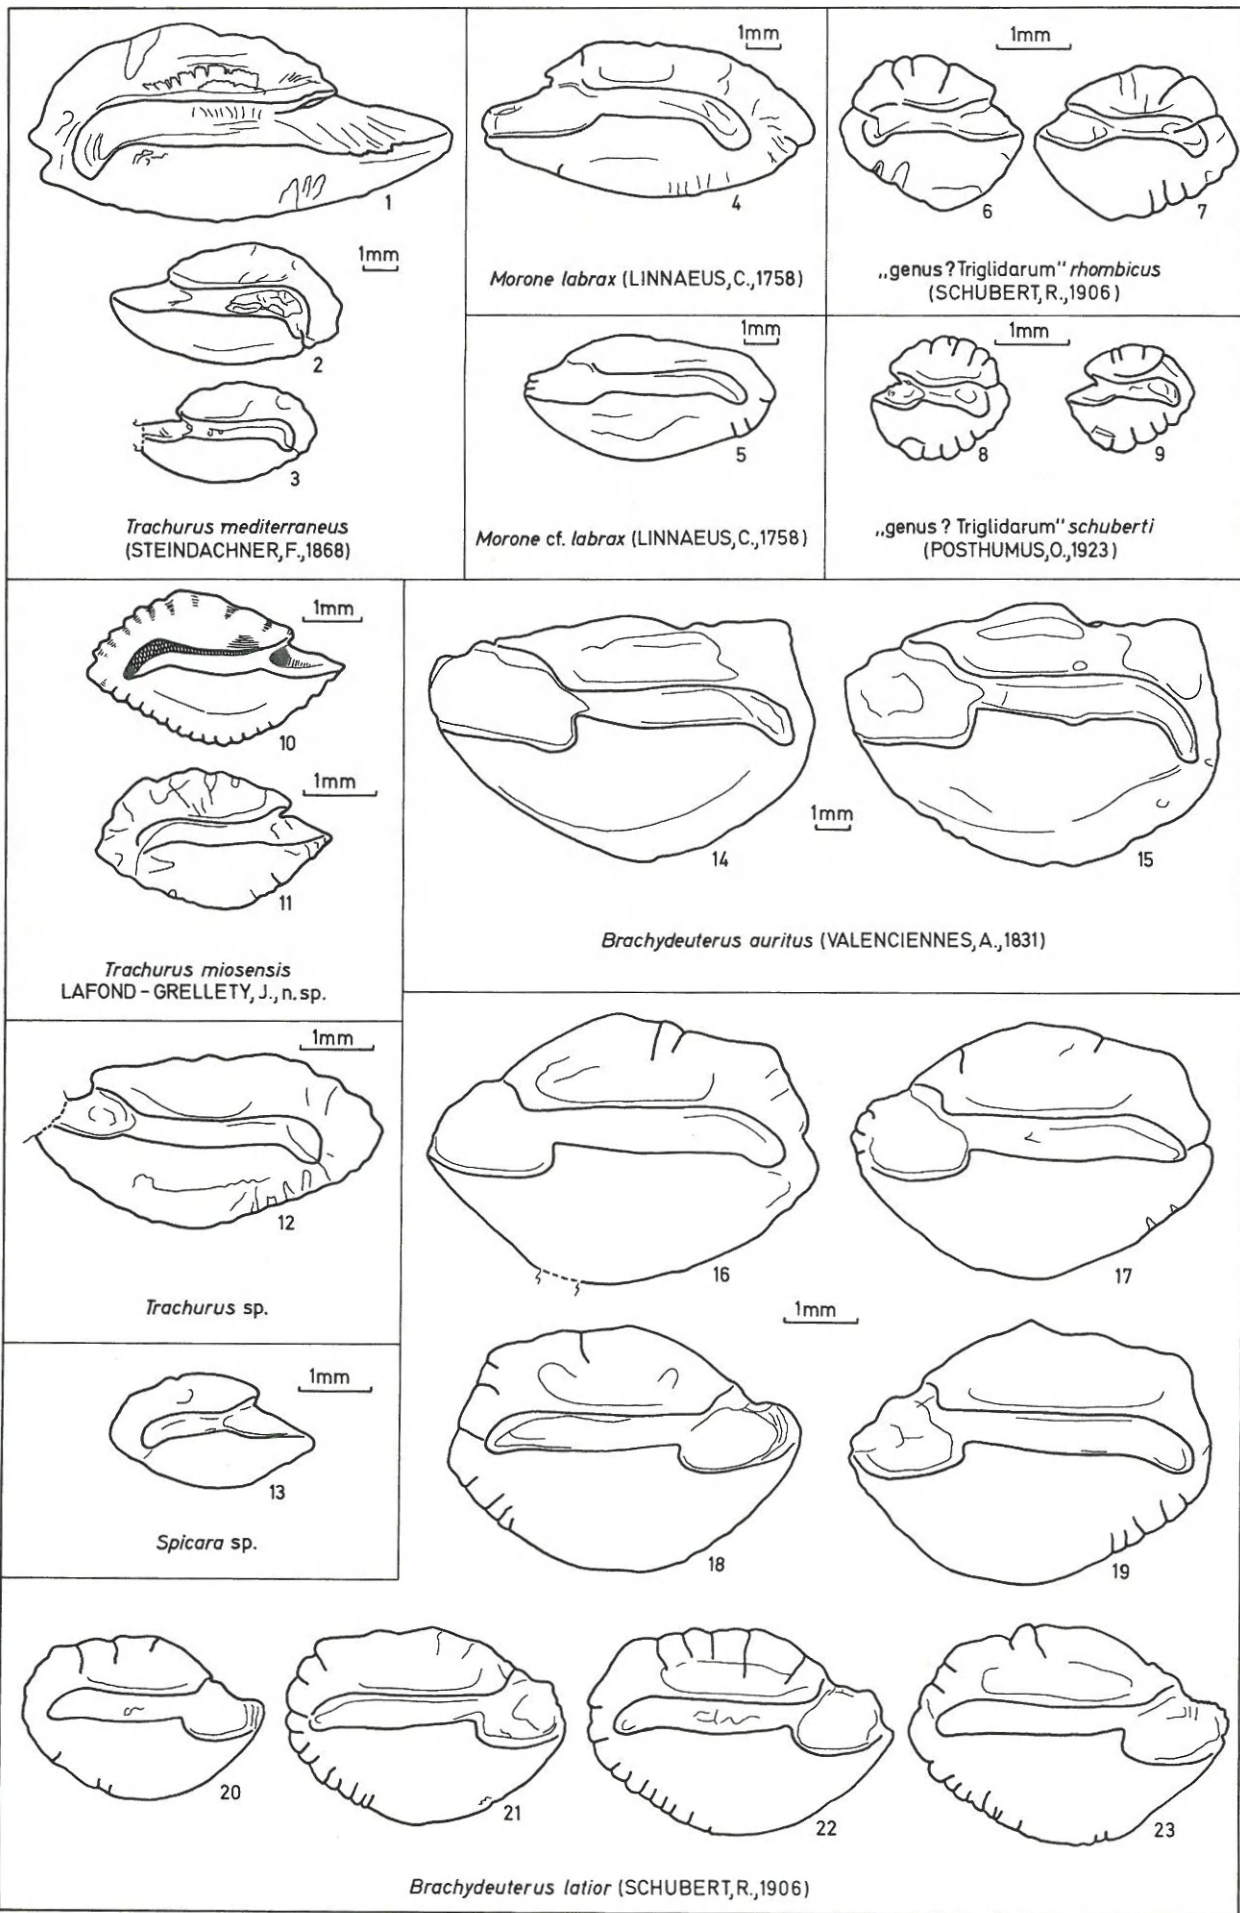 1
1mm
2
3
Trachurus mediterraneus
(STEINDACHNER, F., 1868)
1mm
4
Morone labrax (LINNAEUS, C., 1758)
1mm
5
Morone cf. labrax (LINNAEUS, C., 1758)
1mm
6
7
„genus ? Triglidarum" rhombicus
(SCHUBERT, R., 1906)
1mm
8
9
„genus ? Triglidarum" schuberti
(POSTHUMUS, O., 1923)
1mm
10
1mm
11
Trachurus miosensis
LAFOND-GRELLETY, J., n. sp.
1mm
12
Trachurus sp.
1mm
13
Spicara sp.
1mm
14
15
Brachydeuterus auritus (VALENCIENNES, A., 1831)
16
17
1mm
18
19
20
21
22
23
Brachydeuterus latior (SCHUBERT, R., 1906)